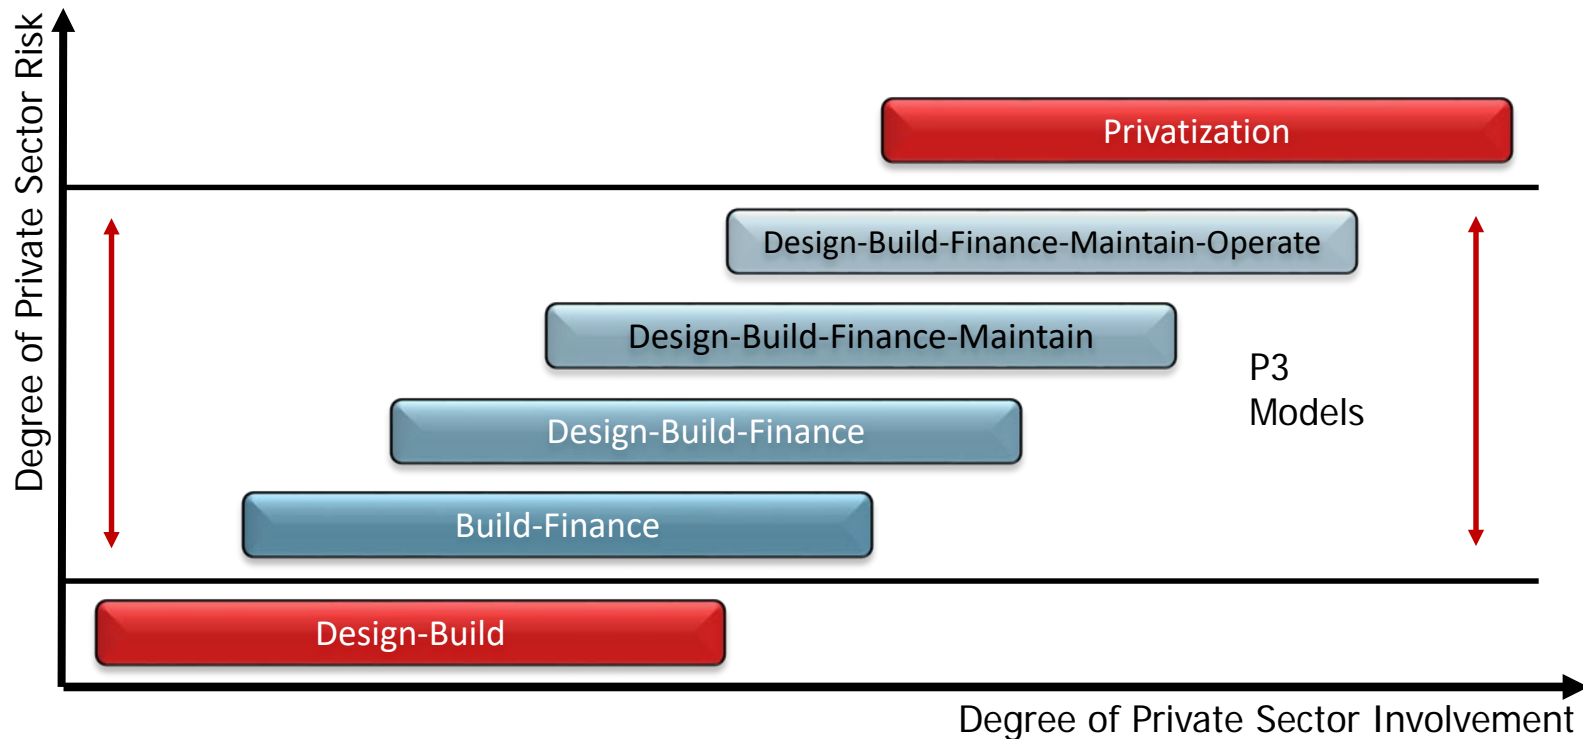 Degree of Private Sector Risk
Privatization
Design-Build-Finance-Maintain-Operate
Design-Build-Finance-Maintain
P3
Models
Design-Build-Finance
Build-Finance
Design-Build
Degree of Private Sector Involvement